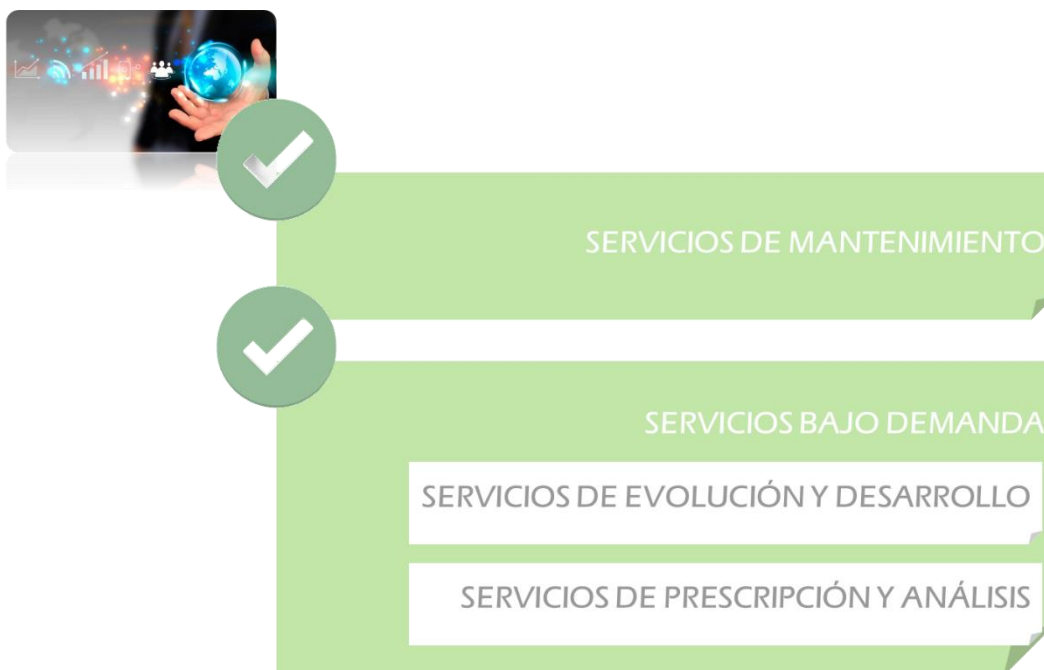 SERVICIOS DE MANTENIMIENTO
SERVICIOS BAJO DEMANDA
SERVICIOS DE EVOLUCIÓN Y DESARROLLO
SERVICIOS DE PRESCRIPCIÓN Y ANÁLISIS